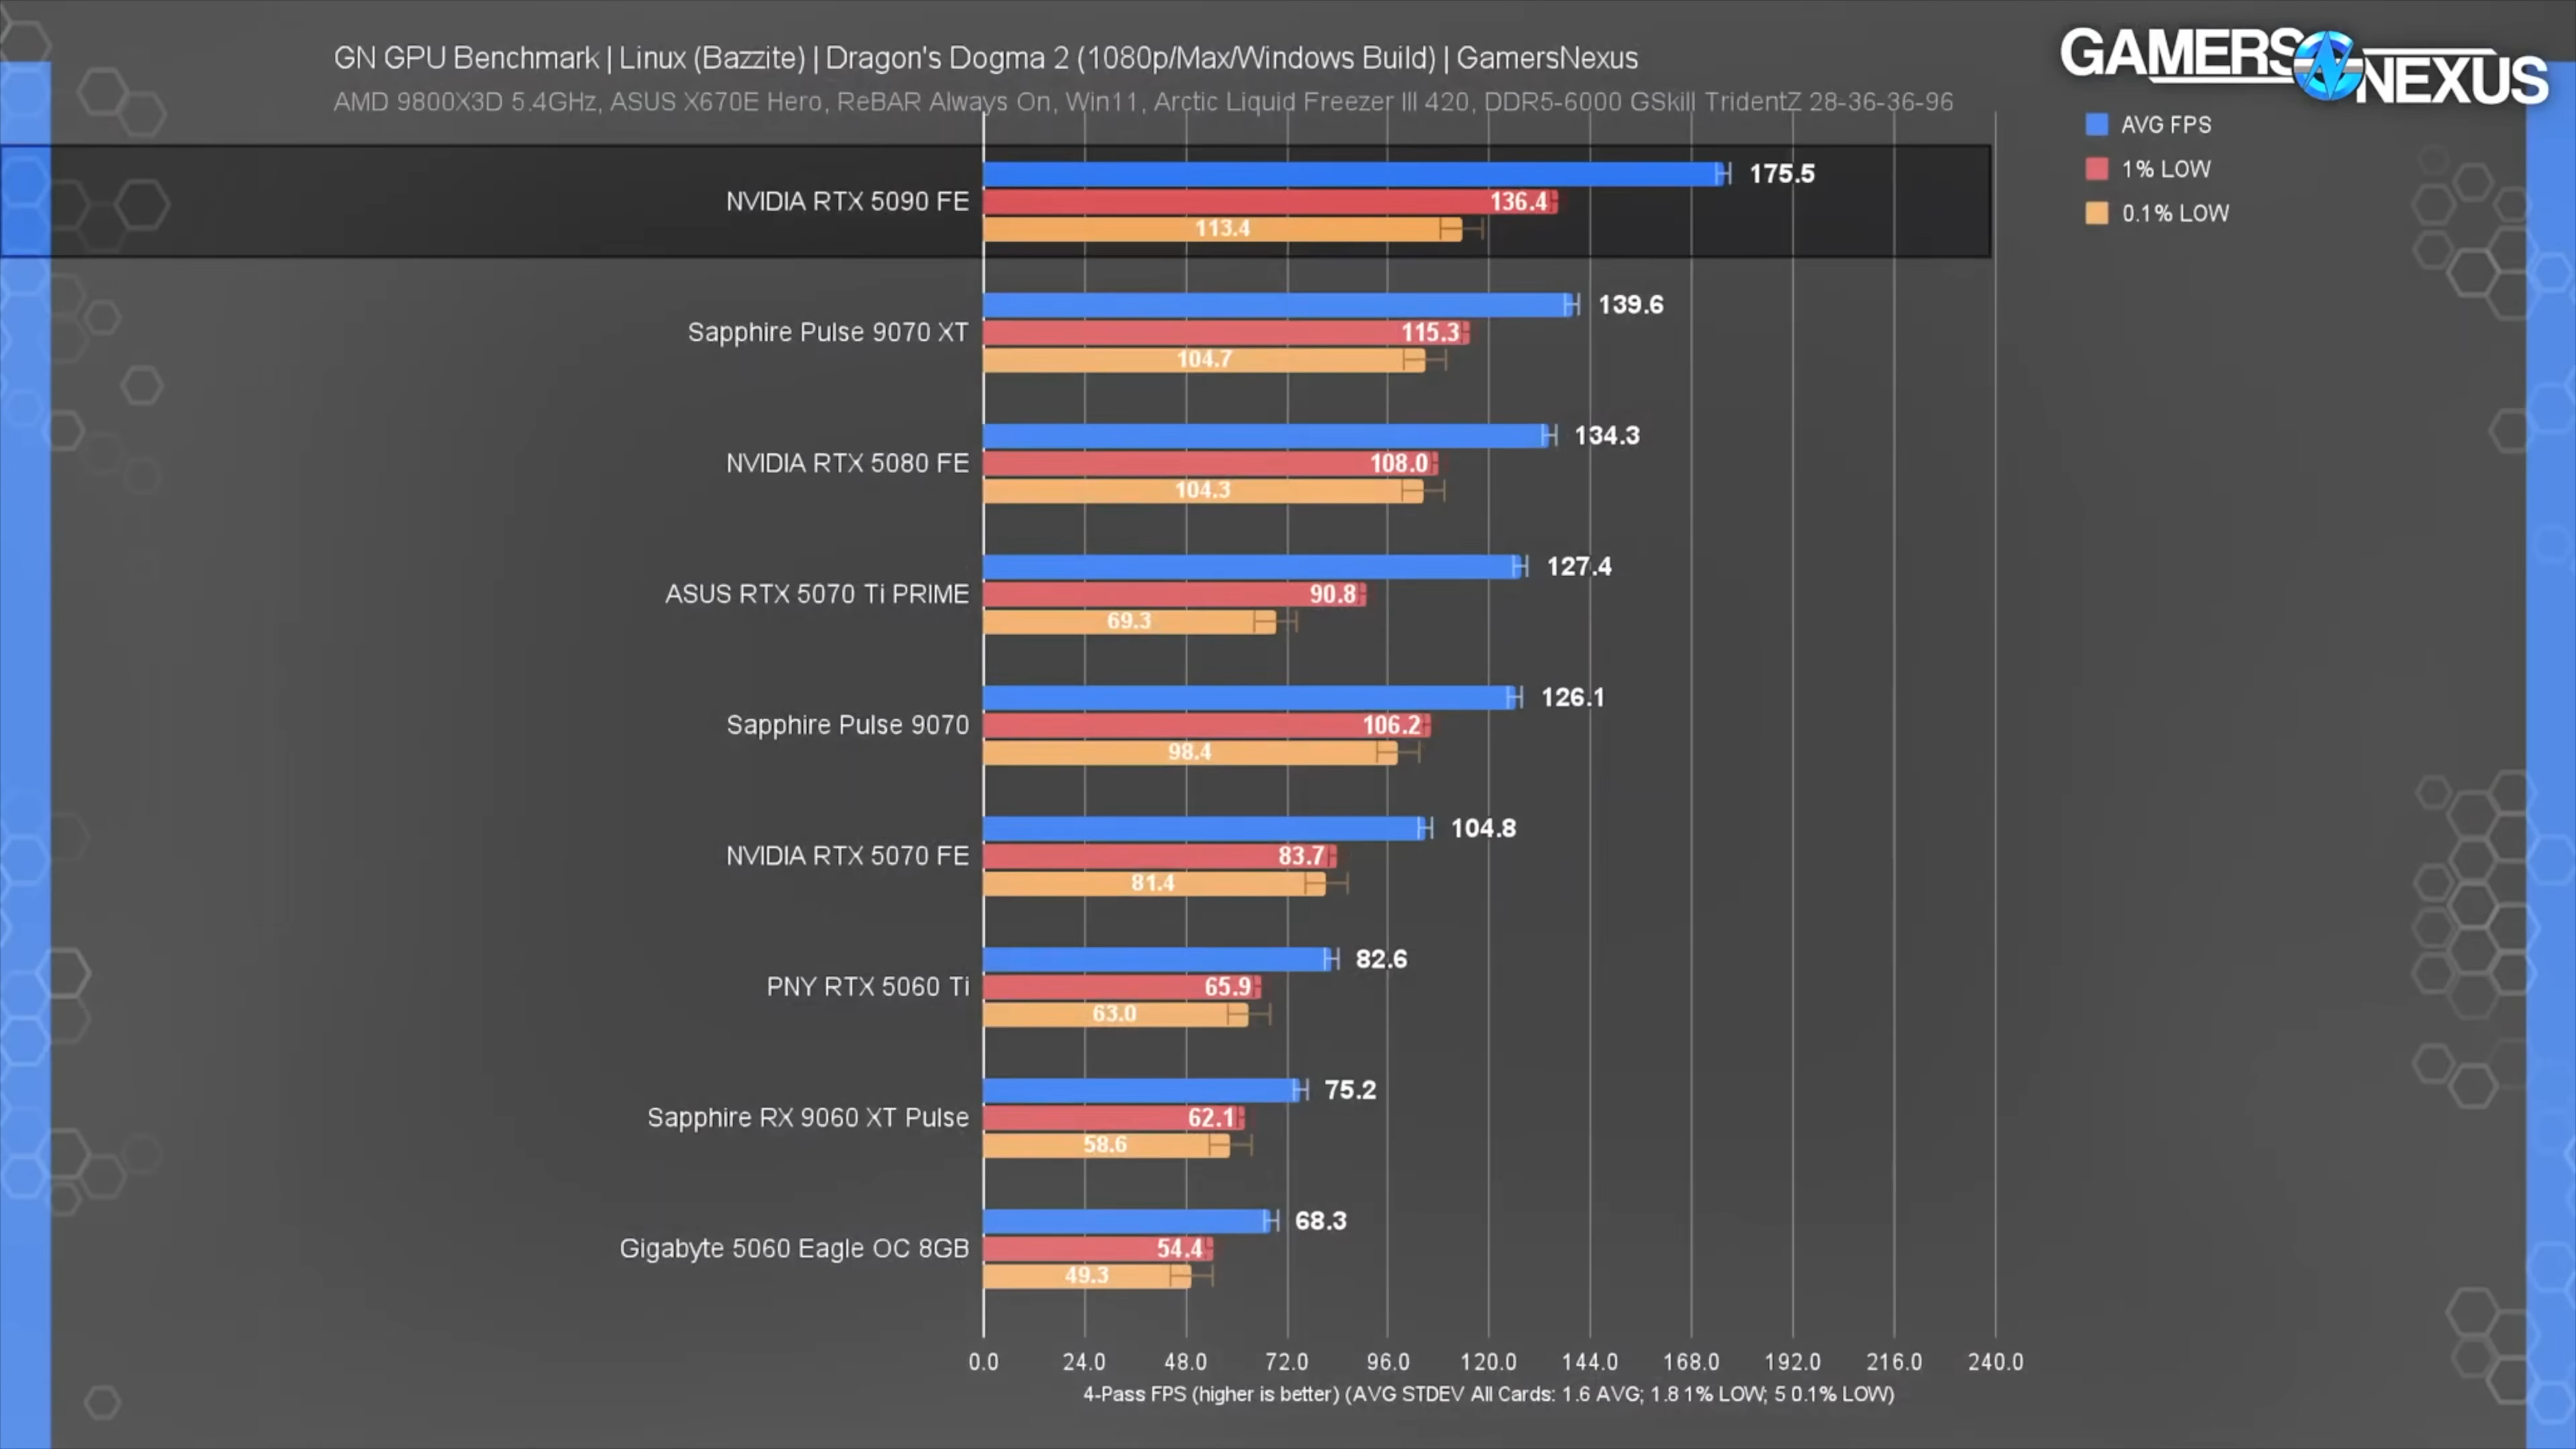 GAMERS NEXUS
GN GPU Benchmark | Linux (Bazzite) | Dragon's Dogma 2 (1080p/Max/Windows Build) | GamersNexus
AMD 9800X3D 5.4GHz, ASUS X670E Hero, ReBAR Always On, Win11, Arctic Liquid Freezer III 420, DDR5-6000 GSkill TridentZ 28-36-36-96
AVG FPS
1% LOW
0.1% LOW
NVIDIA RTX 5090 FE
175.5
136.4
113.4
Sapphire Pulse 9070 XT
139.6
115.3
104.7
NVIDIA RTX 5080 FE
134.3
108.0
104.3
ASUS RTX 5070 Ti PRIME
127.4
90.8
69.3
Sapphire Pulse 9070
126.1
106.2
98.4
NVIDIA RTX 5070 FE
104.8
83.7
81.4
PNY RTX 5060 Ti
82.6
65.9
63.0
Sapphire RX 9060 XT Pulse
75.2
62.1
58.6
Gigabyte 5060 Eagle OC 8GB
68.3
54.4
49.3
0.0 24.0 48.0 72.0 96.0 120.0 144.0 168.0 192.0 216.0 240.0
4-Pass FPS (higher is better) (AVG STDEV All Cards: 1.6 AVG; 1.8 1% LOW; 5 0.1% LOW)